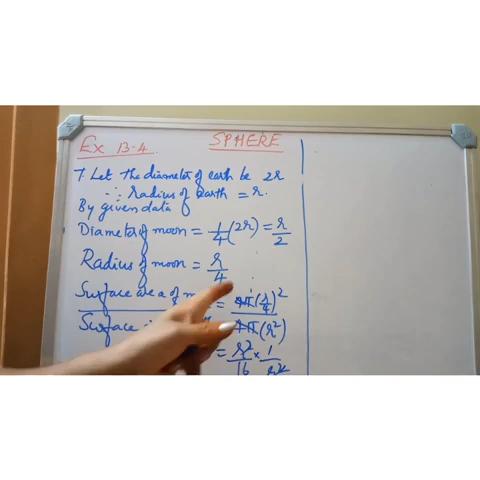 Ex 13.4 SPHERE
7. Let the diameter of earth be 2r
∴ Radius of earth = r.
By given data
Diameter of moon = 1/4 (2r) = r/2
Radius of moon = r/4
Surface area of = 4π(r/4)²
Surface 4π(r²)
= r²/16 × 1/r²